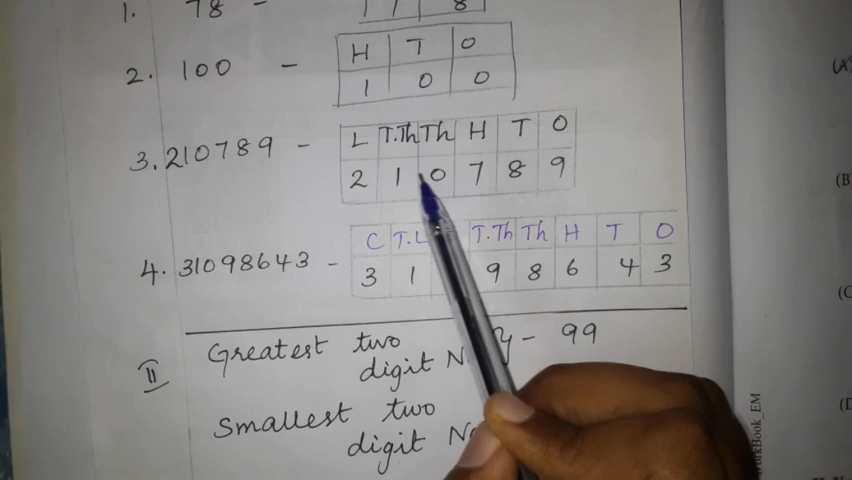 1. 78 - 8
2. 100 - H T O
1 0 0
3. 210789 - L T.Th Th H T O
2 1 0 7 8 9
4. 31098643 - C T.L T.Th Th H T O
3 1 9 8 6 4 3
II Greatest two
digit - 99
Smallest two
digit
WorkBook_EM